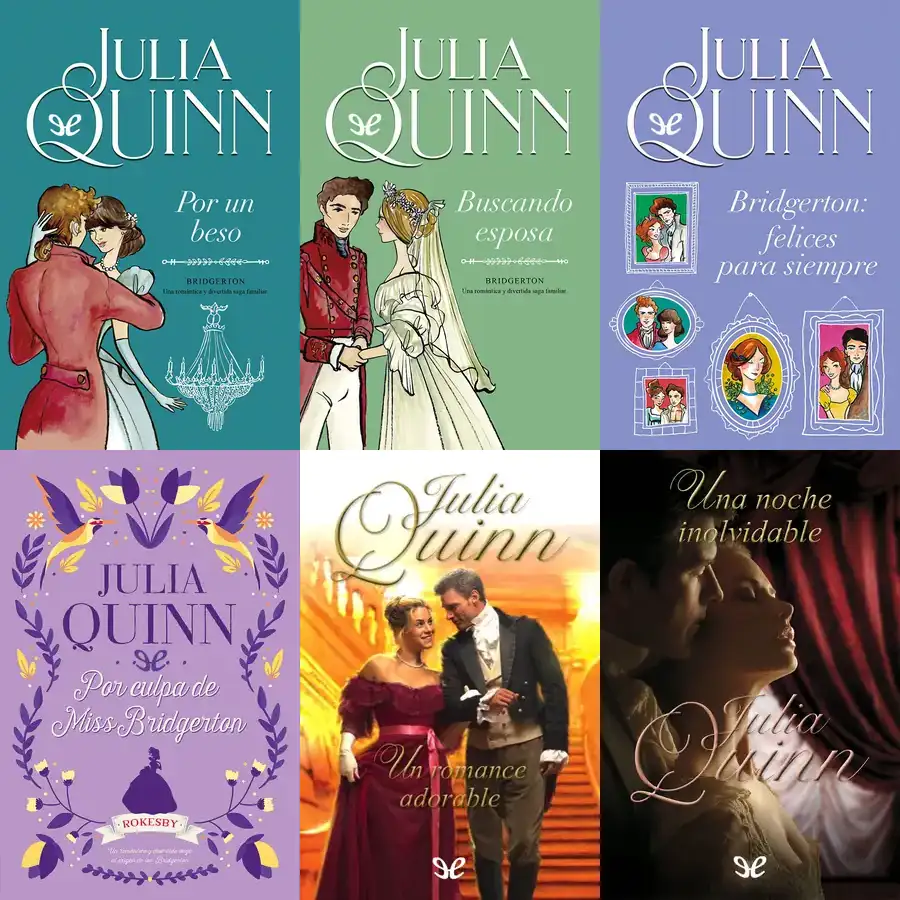 JULIA
QUINN
Por un
beso
BRIDGERTON
Una romántica y divertida saga familiar.
JULIA
QUINN
Buscando
esposa
BRIDGERTON
Una romántica y divertida saga familiar.
JULIA
QUINN
Bridgerton:
felices
para siempre
JULIA
QUINN
Por culpa de
Miss Bridgerton
ROKESBY
Julia
Quinn
Un romance
adorable
Una noche
inolvidable
Julia
Quinn